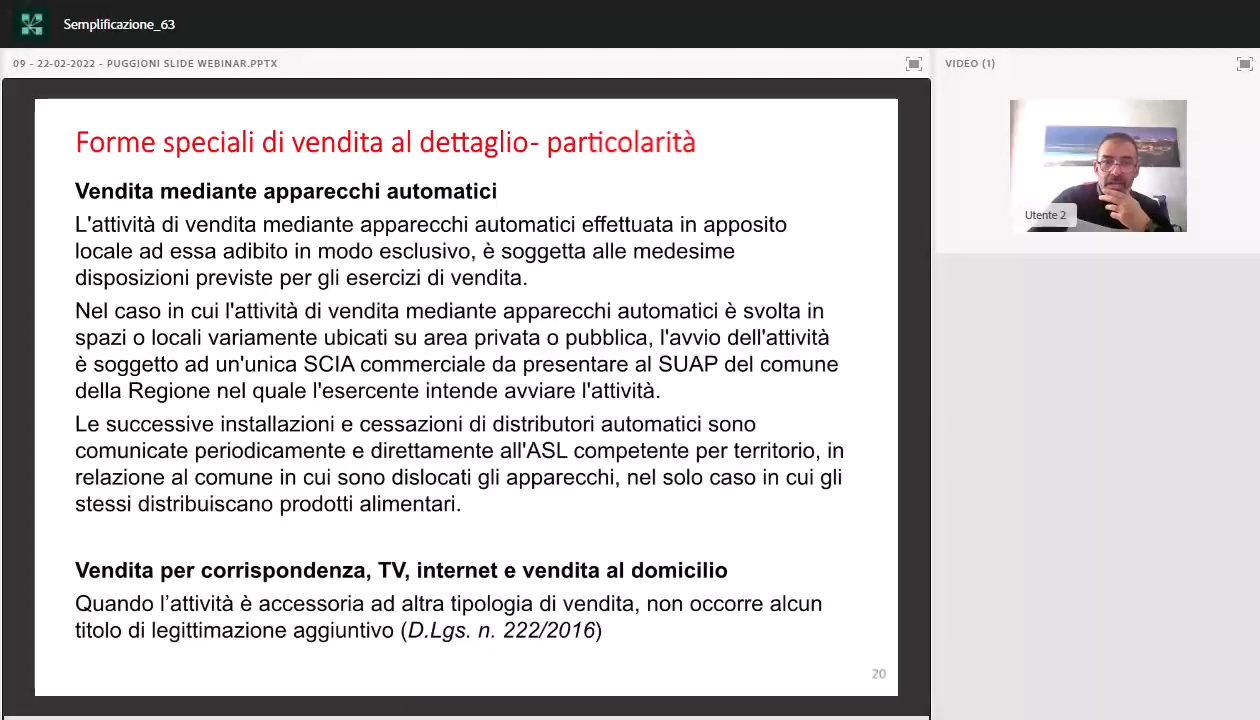 Semplificazione_63
09 - 22-02-2022 - PUGGIONI SLIDE WEBINAR.PPTX
VIDEO (1)
Forme speciali di vendita al dettaglio- particolarità
Vendita mediante apparecchi automatici
L'attività di vendita mediante apparecchi automatici effettuata in apposito
locale ad essa adibito in modo esclusivo, è soggetta alle medesime
disposizioni previste per gli esercizi di vendita.
Nel caso in cui l'attività di vendita mediante apparecchi automatici è svolta in
spazi o locali variamente ubicati su area privata o pubblica, l'avvio dell'attività
è soggetto ad un'unica SCIA commerciale da presentare al SUAP del comune
della Regione nel quale l'esercente intende avviare l'attività.
Le successive installazioni e cessazioni di distributori automatici sono
comunicate periodicamente e direttamente all'ASL competente per territorio, in
relazione al comune in cui sono dislocati gli apparecchi, nel solo caso in cui gli
stessi distribuiscano prodotti alimentari.
Vendita per corrispondenza, TV, internet e vendita al domicilio
Quando l’attività è accessoria ad altra tipologia di vendita, non occorre alcun
titolo di legittimazione aggiuntivo (D.Lgs. n. 222/2016)
20
Utente 2